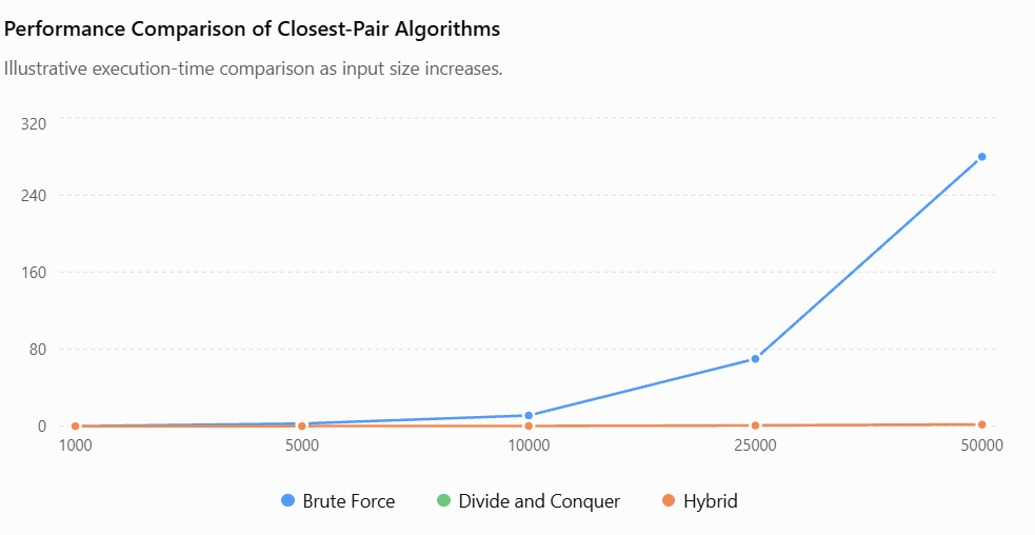 Performance Comparison of Closest-Pair Algorithms
Illustrative execution-time comparison as input size increases.
320
240
160
80
0
1000 5000 10000 25000 50000
Brute Force Divide and Conquer Hybrid